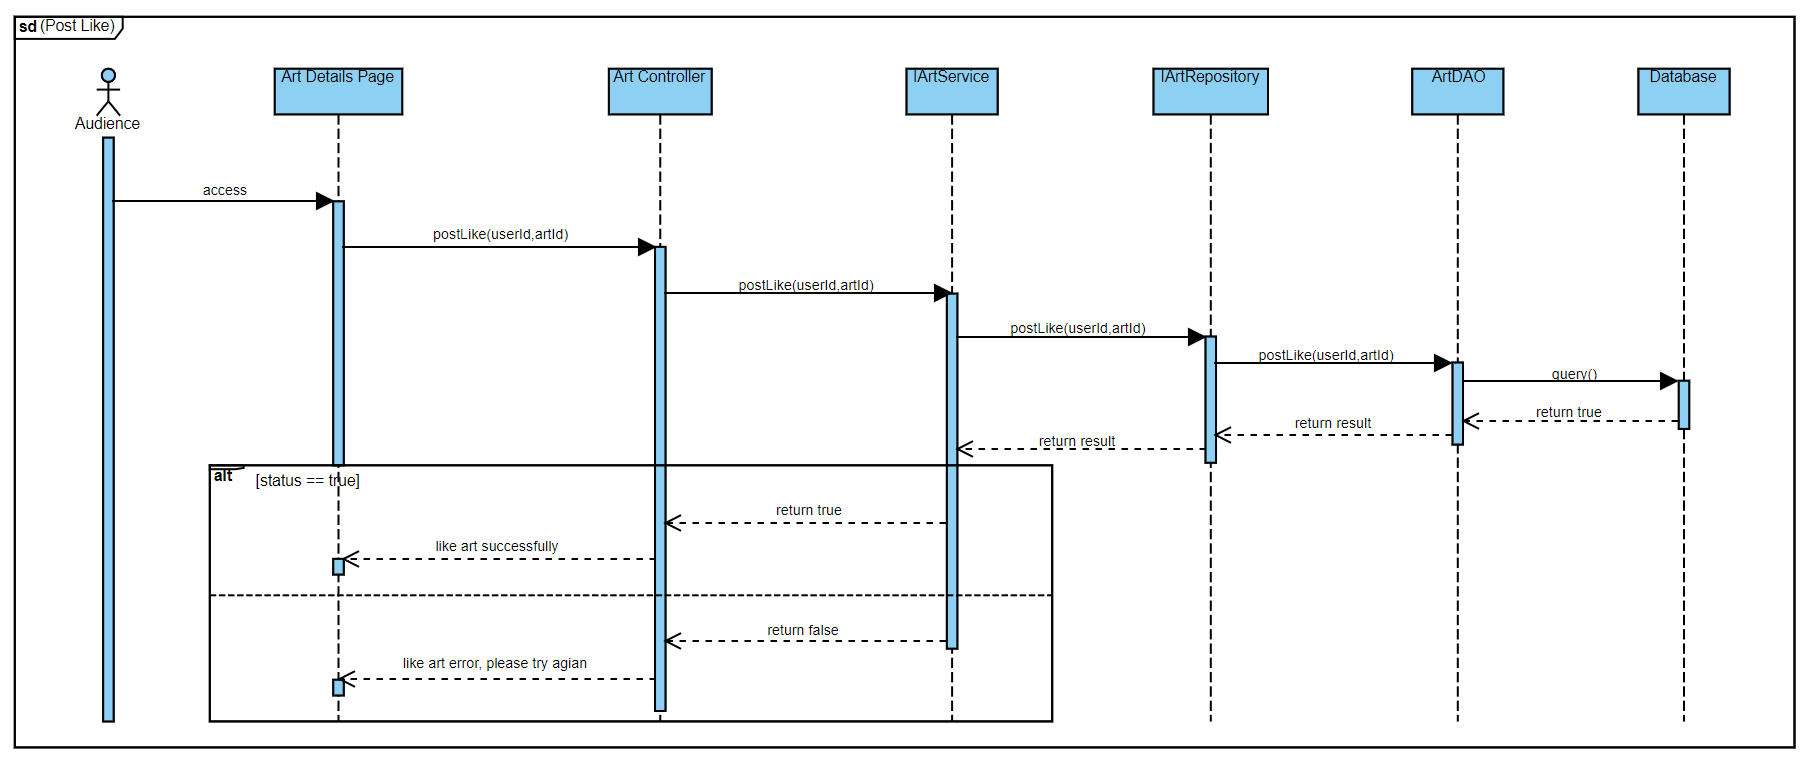 sd (Post Like)
Audience
Art Details Page
Art Controller
IArtService
IArtRepository
ArtDAO
Database
access
postLike(userId,artId)
postLike(userId,artId)
postLike(userId,artId)
postLike(userId,artId)
query()
return true
return result
return result
alt
[status == true]
return true
like art successfully
return false
like art error, please try agian